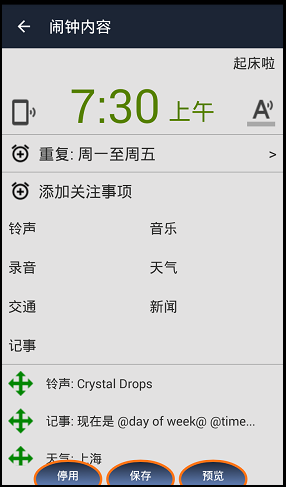 闹钟内容
起床啦
7:30 上午
A
重复: 周一至周五 >
添加关注事项
铃声 音乐
录音 天气
交通 新闻
记事
铃声: Crystal Drops
记事: 现在是 @day of week@ @time...
天气: 上海
停用 保存 预览